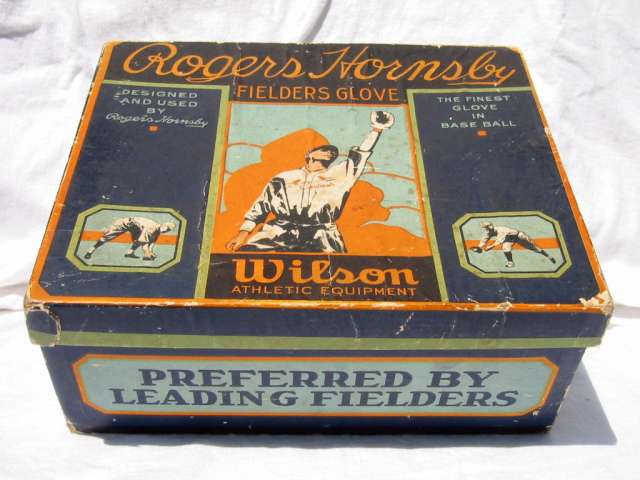 Rogers Hornsby
FIELDERS GLOVE
DESIGNED
AND USED
BY
Rogers Hornsby
THE FINEST
GLOVE
IN
BASE BALL
Wilson
ATHLETIC EQUIPMENT
PREFERRED BY
LEADING FIELDERS